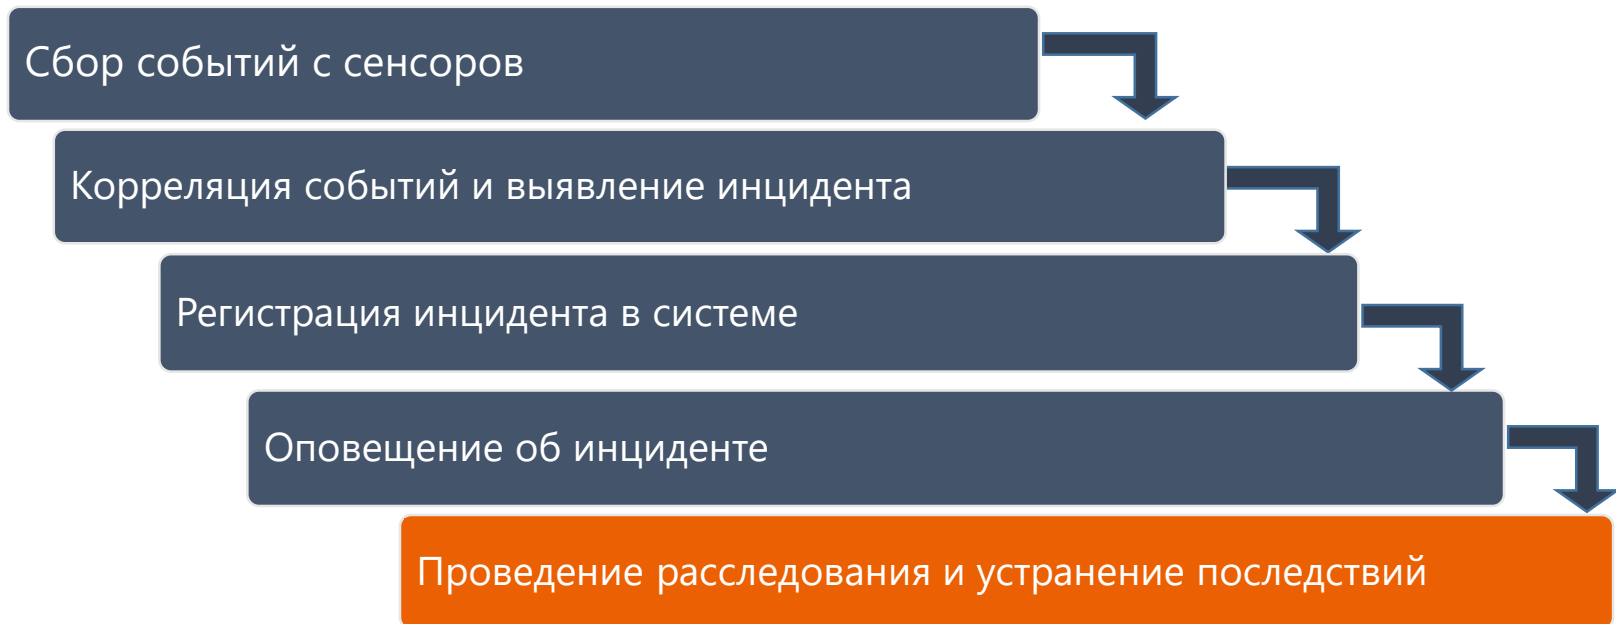 Сбор событий с сенсоров
Корреляция событий и выявление инцидента
Регистрация инцидента в системе
Оповещение об инциденте
Проведение расследования и устранение последствий